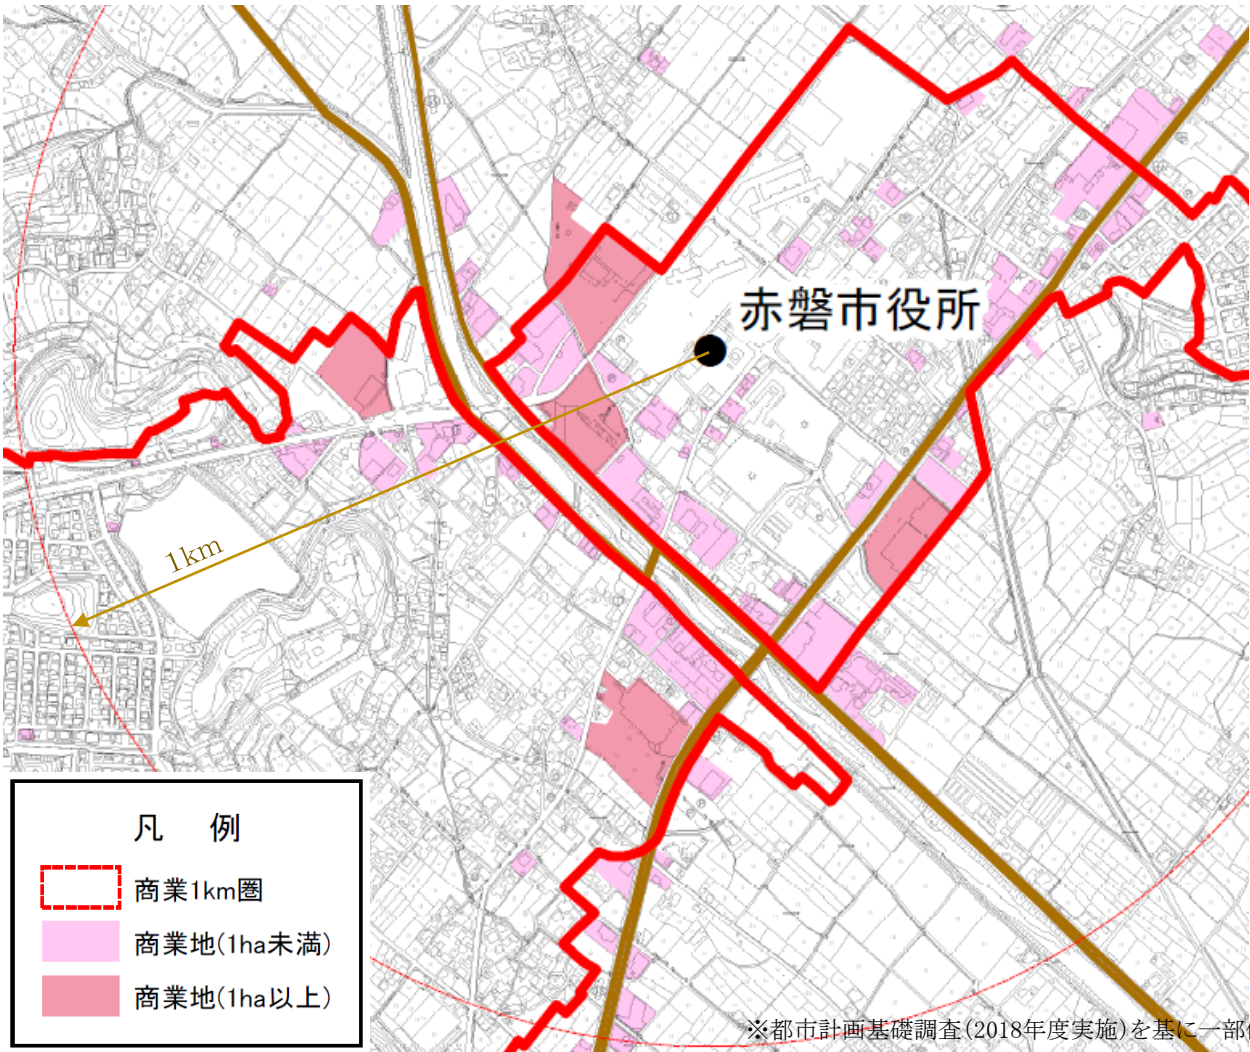 赤磐市役所
1km
凡 例
商業1km圏
商業地(1ha未満)
商業地(1ha以上)
※都市計画基礎調査(2018年度実施)を基に一部